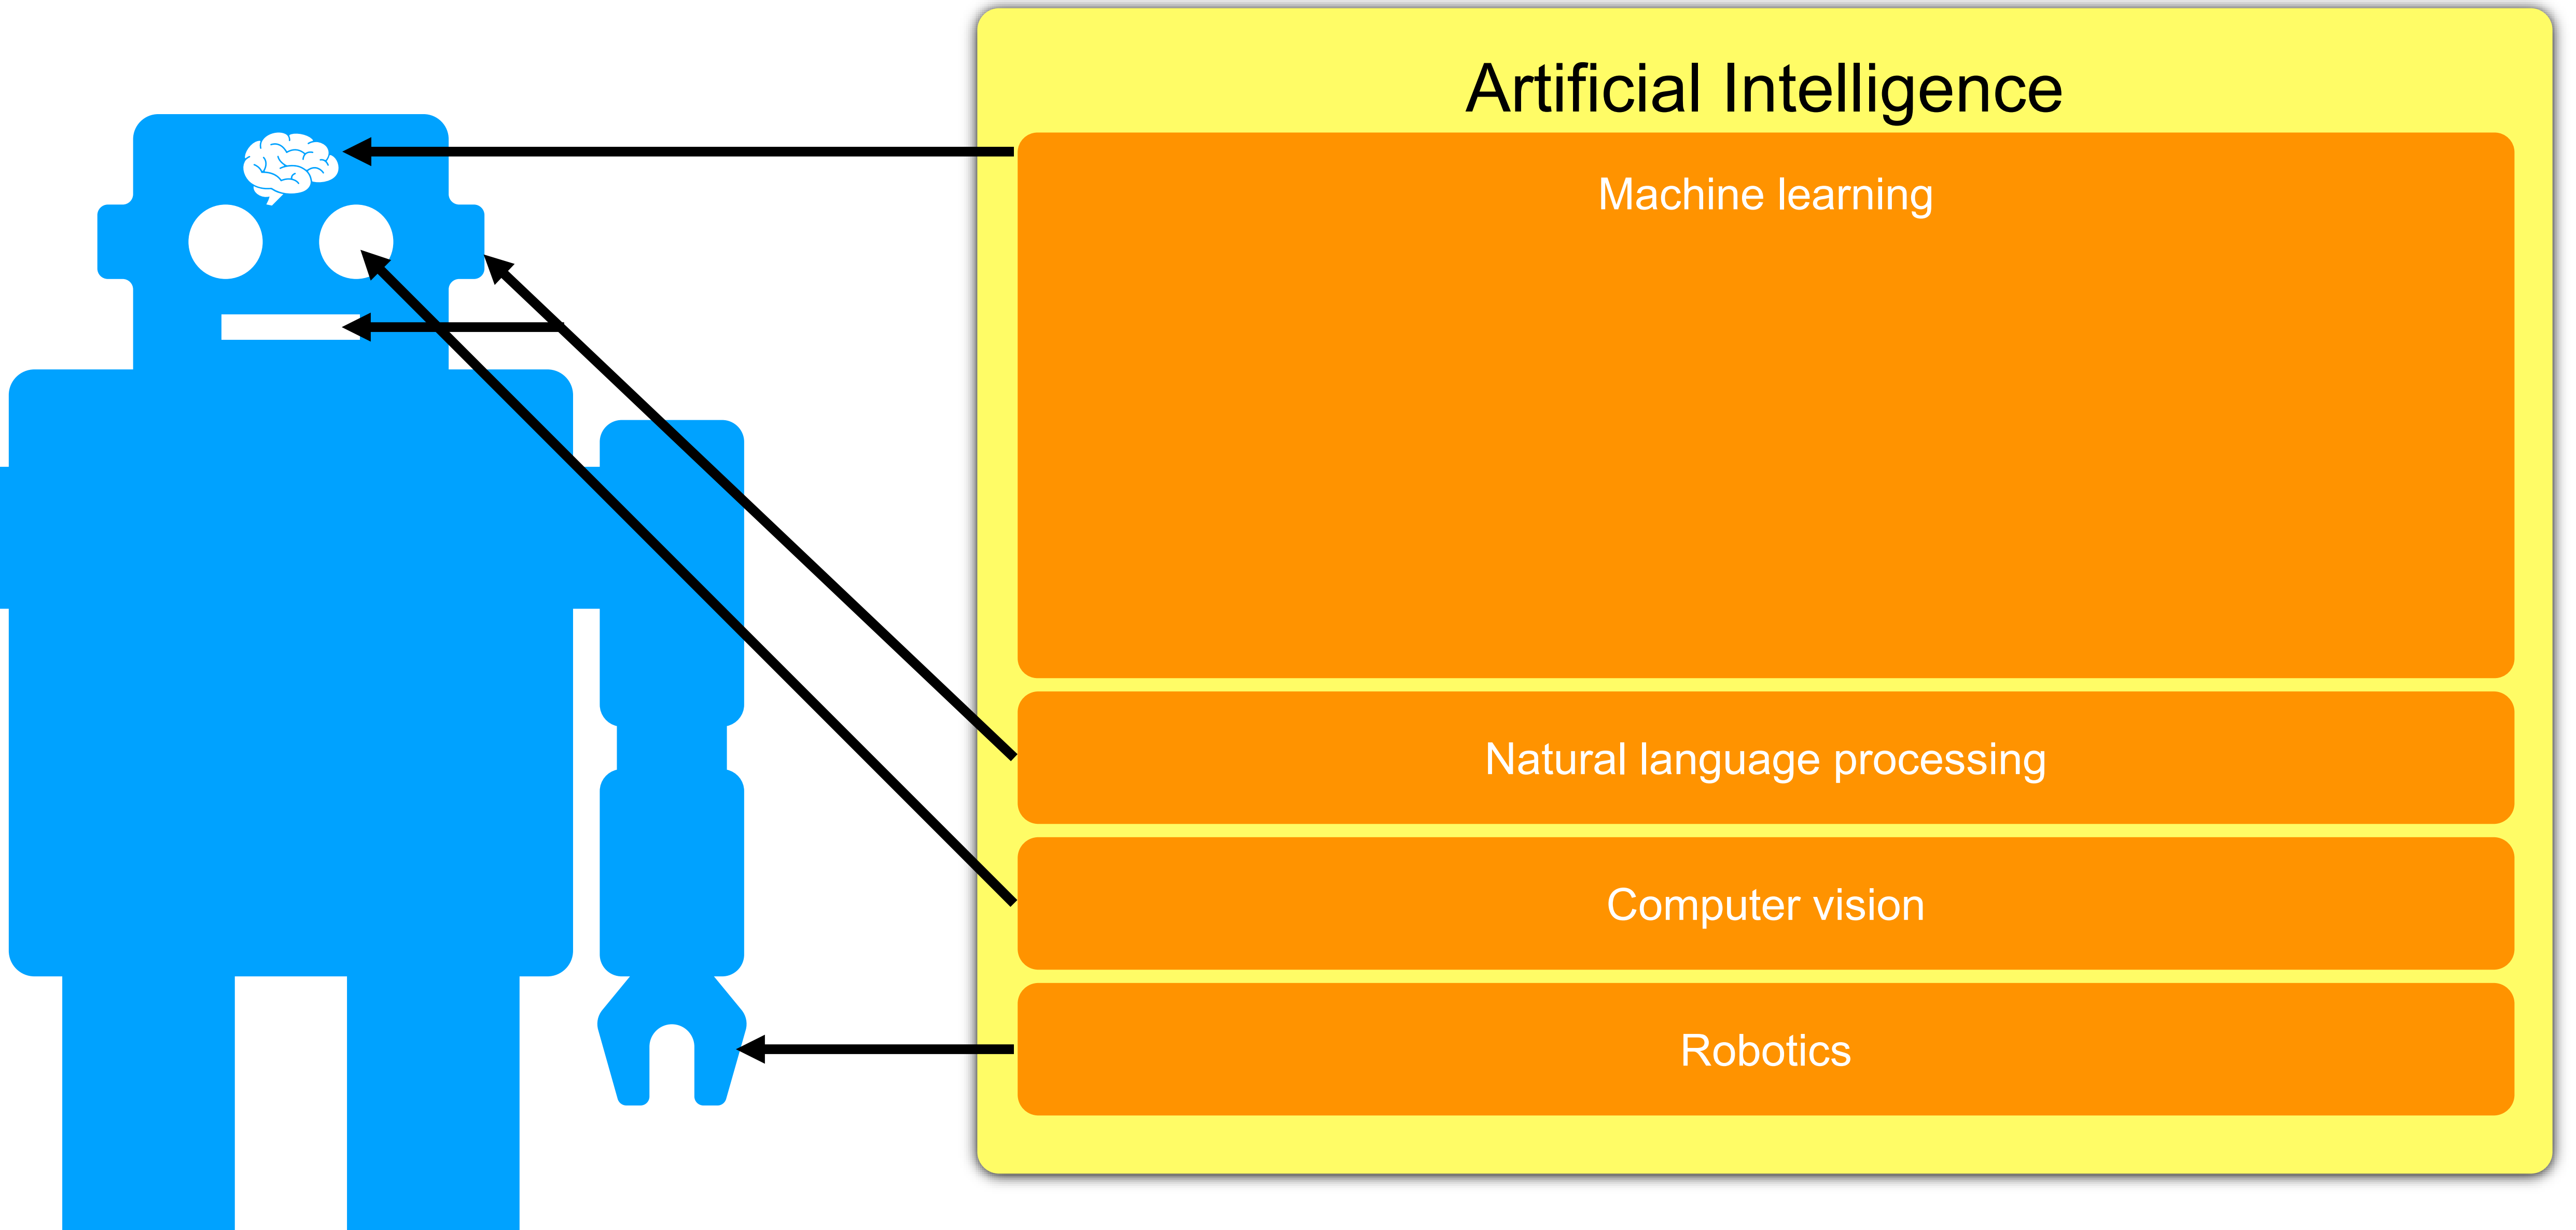 Artificial Intelligence
Machine learning
Natural language processing
Computer vision
Robotics